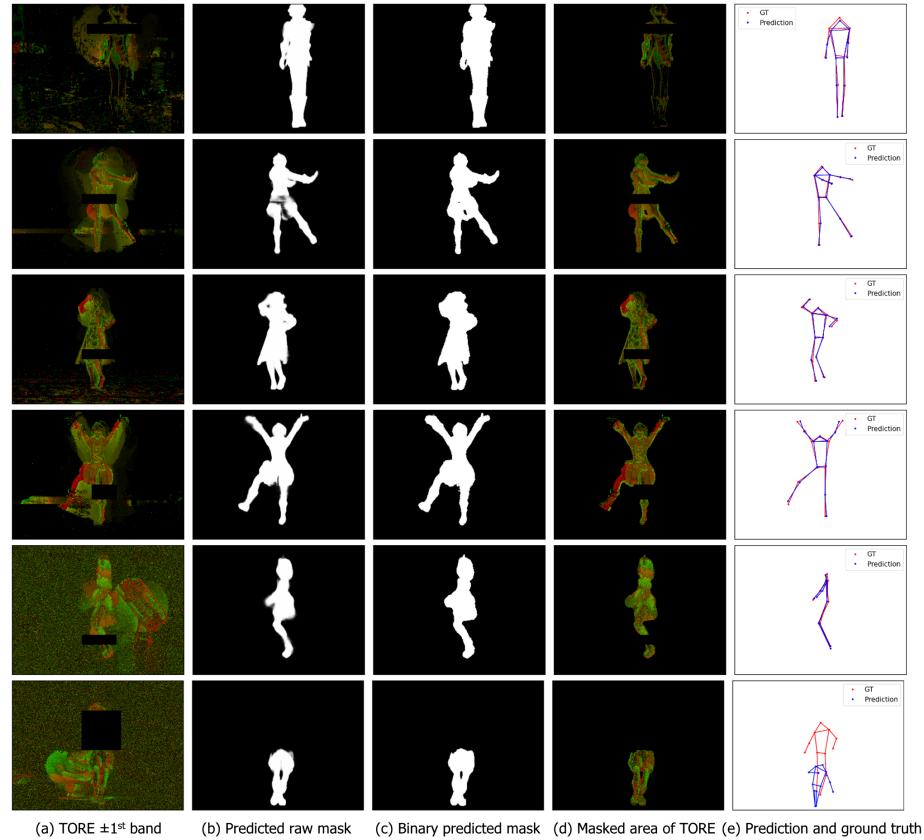 GT
Prediction
GT
Prediction
GT
Prediction
GT
Prediction
GT
Prediction
GT
Prediction
(a) TORE ±1st band (b) Predicted raw mask (c) Binary predicted mask (d) Masked area of TORE (e) Prediction and ground truth